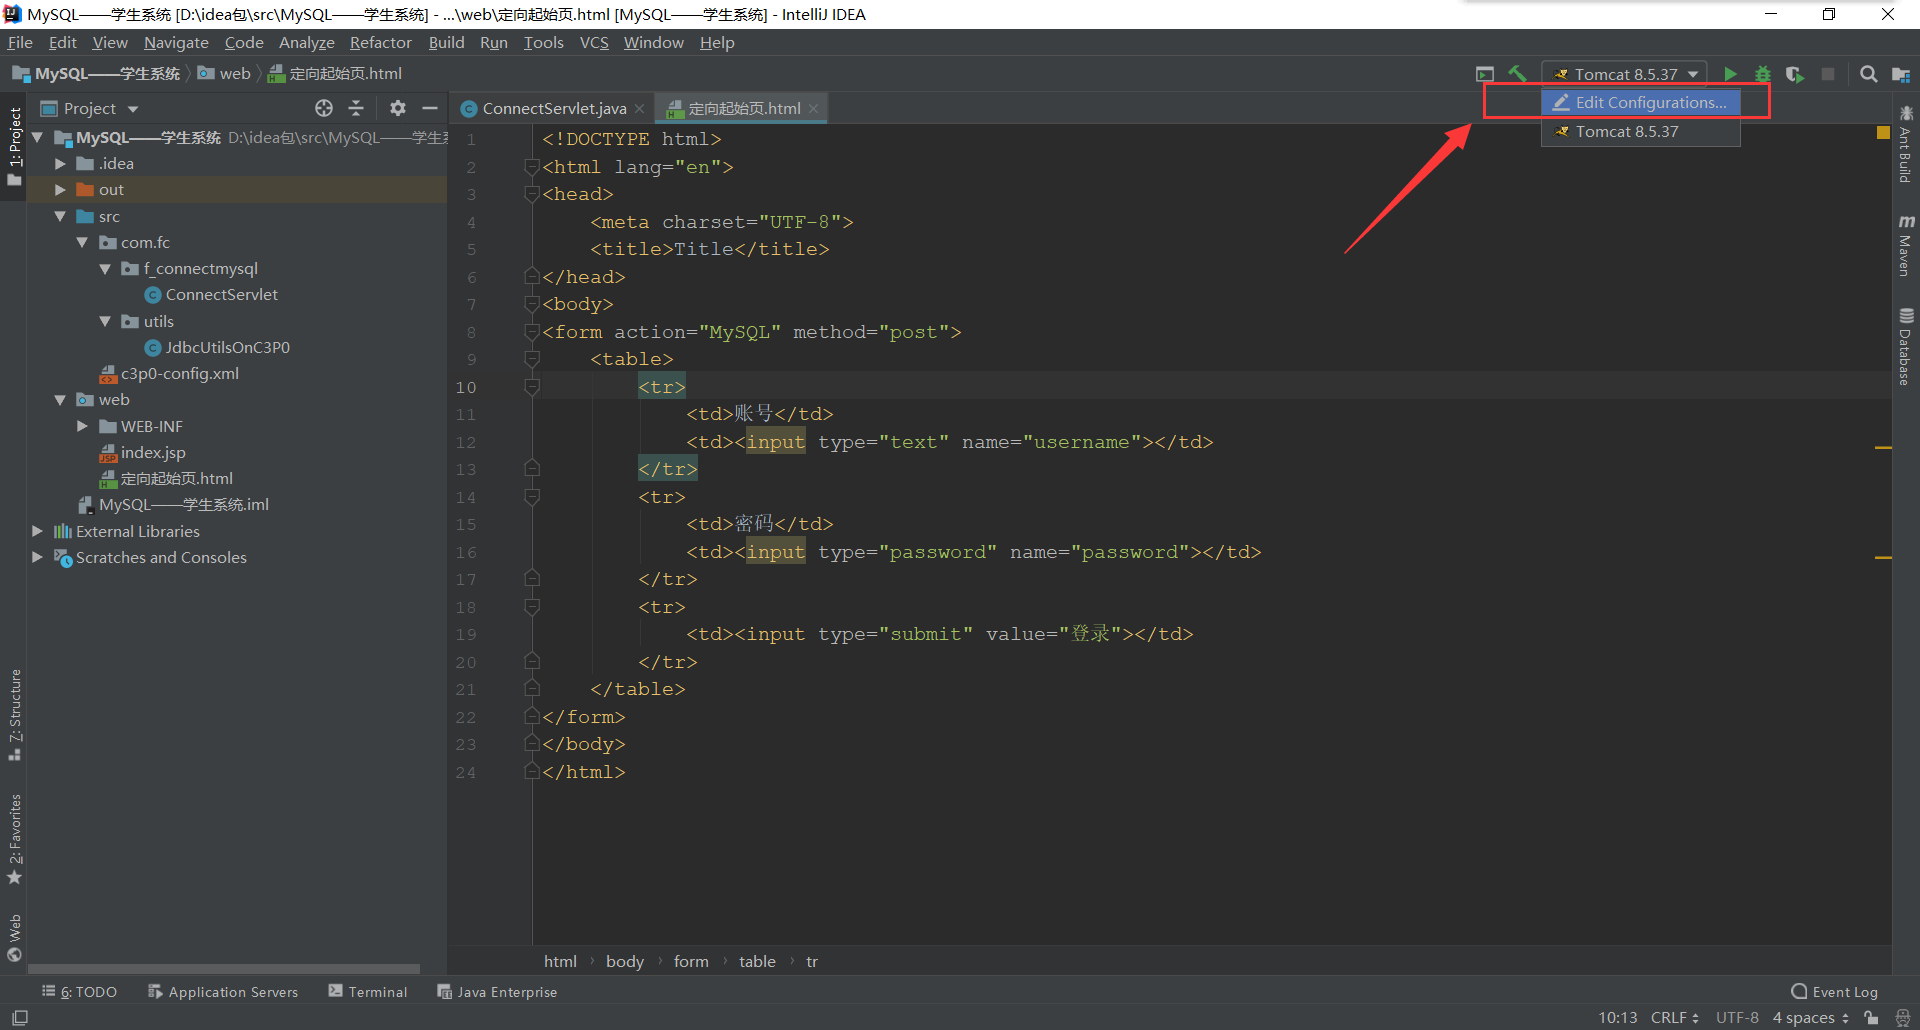 MySQL——学生系统 [D:\idea包\src\MySQL——学生系统] - ...\web\定向起始页.html [MySQL——学生系统] - IntelliJ IDEA
File Edit View Navigate Code Analyze Refactor Build Run Tools VCS Window Help
MySQL——学生系统 web 定向起始页.html
Tomcat 8.5.37
Edit Configurations...
Tomcat 8.5.37
1: Project
Project
MySQL——学生系统 D:\idea包\src\MySQL——学生系
.idea
out
src
com.fc
f_connectmysql
ConnectServlet
utils
JdbcUtilsOnC3P0
c3p0-config.xml
web
WEB-INF
index.jsp
定向起始页.html
MySQL——学生系统.iml
External Libraries
Scratches and Consoles
7: Structure
2: Favorites
Web
ConnectServlet.java 定向起始页.html
1 <!DOCTYPE html>
2 <html lang="en">
3 <head>
4 <meta charset="UTF-8">
5 <title>Title</title>
6 </head>
7 <body>
8 <form action="MySQL" method="post">
9 <table>
10 <tr>
11 <td>账号</td>
12 <td><input type="text" name="username"></td>
13 </tr>
14 <tr>
15 <td>密码</td>
16 <td><input type="password" name="password"></td>
17 </tr>
18 <tr>
19 <td><input type="submit" value="登录"></td>
20 </tr>
21 </table>
22 </form>
23 </body>
24 </html>
html body form table tr
Ant Build
Maven
Database
6: TODO Application Servers Terminal Java Enterprise Event Log
10:13 CRLF UTF-8 4 spaces